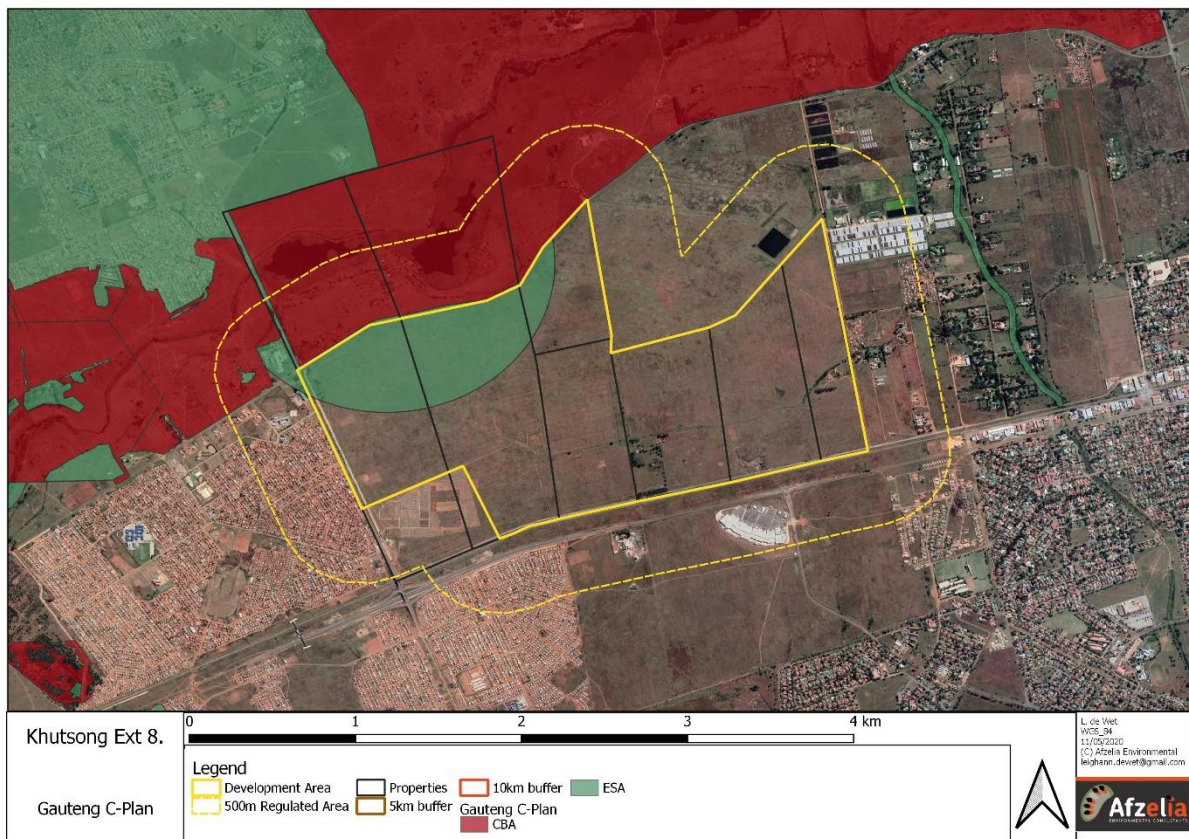 Khutsong Ext 8.
Gauteng C-Plan
0 1 2 3 4 km
Legend
Development Area
500m Regulated Area
Properties
5km buffer
10km buffer
Gauteng C-Plan
CBA
ESA
L. de Wet
WGS_84
11/05/2020
(C) Afzelia Environmental
leighann.dewet@gmail.com
Afzelia
ENVIRONMENTAL CONSULTANTS